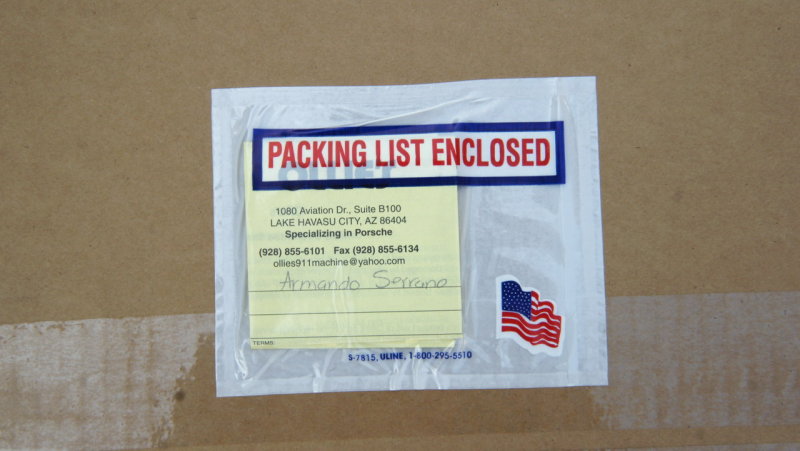 PACKING LIST ENCLOSED
OLLIES
1080 Aviation Dr., Suite B100
LAKE HAVASU CITY, AZ 86404
Specializing in Porsche
(928) 855-6101 Fax (928) 855-6134
ollies911machine@yahoo.com
Armando Serrano
TERMS:
S-7815, ULINE, 1-800-295-5510